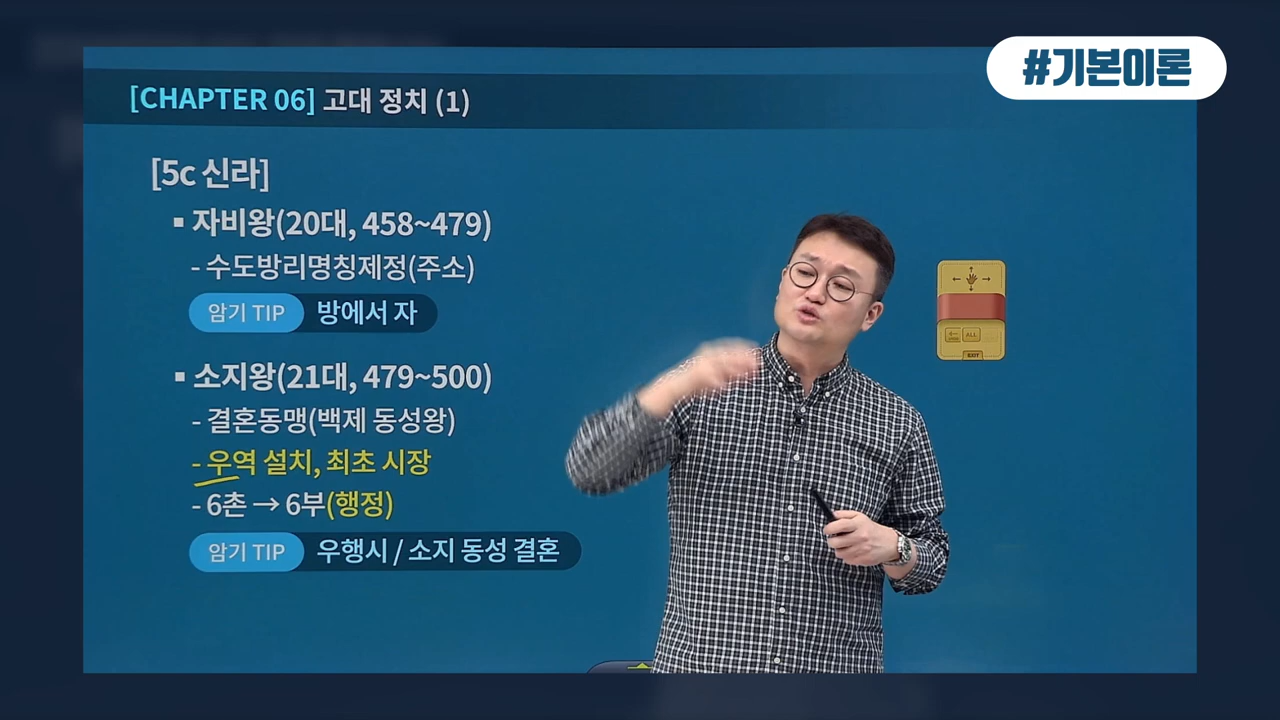 #기본이론
[CHAPTER 06] 고대 정치 (1)
[5c 신라]
▪ 자비왕(20대, 458~479)
- 수도방리명칭제정(주소)
암기 TIP 방에서 자
▪ 소지왕(21대, 479~500)
- 결혼동맹(백제 동성왕)
- 우역 설치, 최초 시장
- 6촌 → 6부(행정)
암기 TIP 우행시 / 소지 동성 결혼
ALL
EXIT